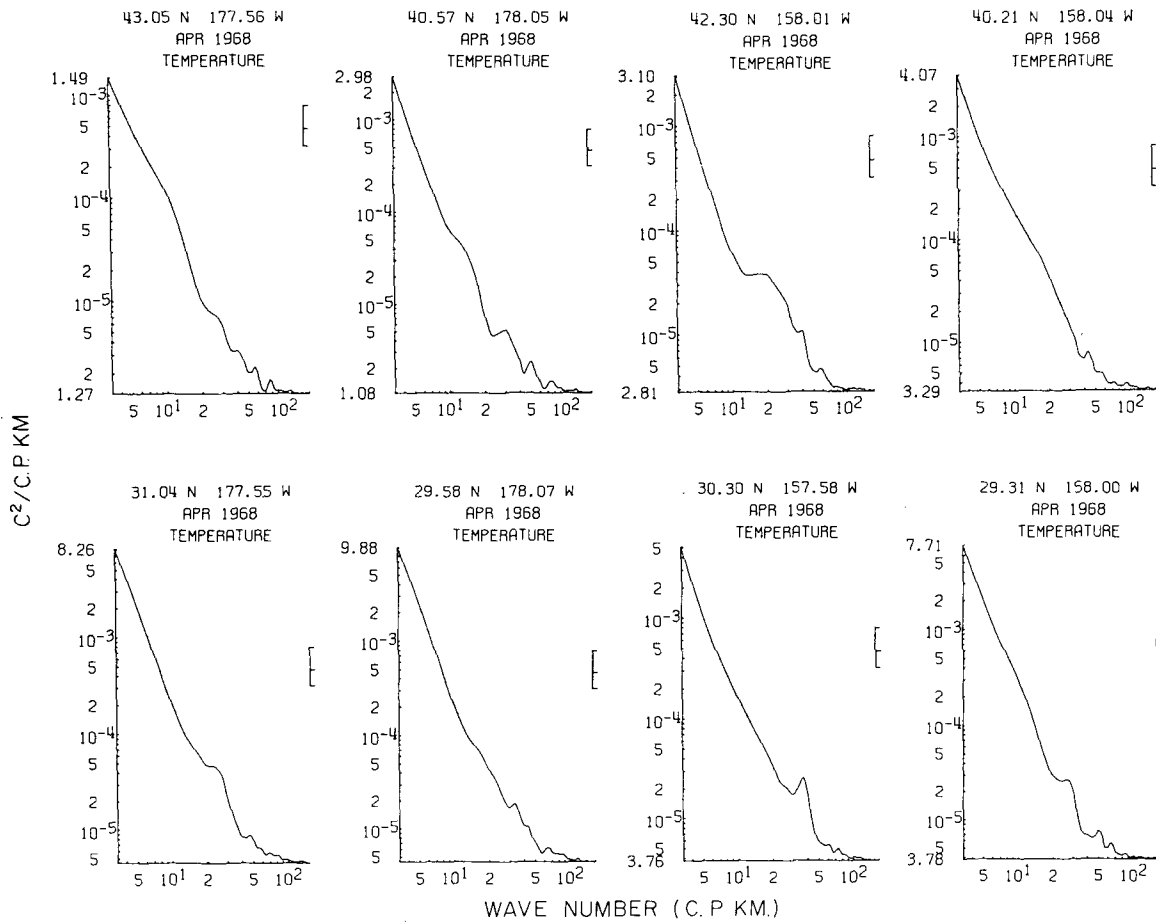 43.05 N 177.56 W
APR 1968
TEMPERATURE
1.49
10⁻³
5
2
10⁻⁴
5
2
10⁻⁵
5
2
1.27
5 10¹ 2 5 10²
40.57 N 178.05 W
APR 1968
TEMPERATURE
2.98
2
10⁻³
5
2
10⁻⁴
5
2
10⁻⁵
5
2
1.08
5 10¹ 2 5 10²
42.30 N 158.01 W
APR 1968
TEMPERATURE
3.10
2
10⁻³
5
2
10⁻⁴
5
2
10⁻⁵
5
2.81
5 10¹ 2 5 10²
40.21 N 158.04 W
APR 1968
TEMPERATURE
4.07
2
10⁻³
5
2
10⁻⁴
5
2
10⁻⁵
5
3.29
5 10¹ 2 5 10²
C²/C.P. KM
31.04 N 177.55 W
APR 1968
TEMPERATURE
8.26
5
2
10⁻³
5
2
10⁻⁴
5
2
10⁻⁵
5
5 10¹ 2 5 10²
29.58 N 178.07 W
APR 1968
TEMPERATURE
9.88
5
2
10⁻³
5
2
10⁻⁴
5
2
10⁻⁵
5
5 10¹ 2 5 10²
30.30 N 157.58 W
APR 1968
TEMPERATURE
5
2
10⁻³
5
2
10⁻⁴
5
2
10⁻⁵
5
3.76
5 10¹ 2 5 10²
29.31 N 158.00 W
APR 1968
TEMPERATURE
7.71
5
2
10⁻³
5
2
10⁻⁴
5
2
10⁻⁵
5
3.78
5 10¹ 2 5 10²
WAVE NUMBER (C. P KM.)